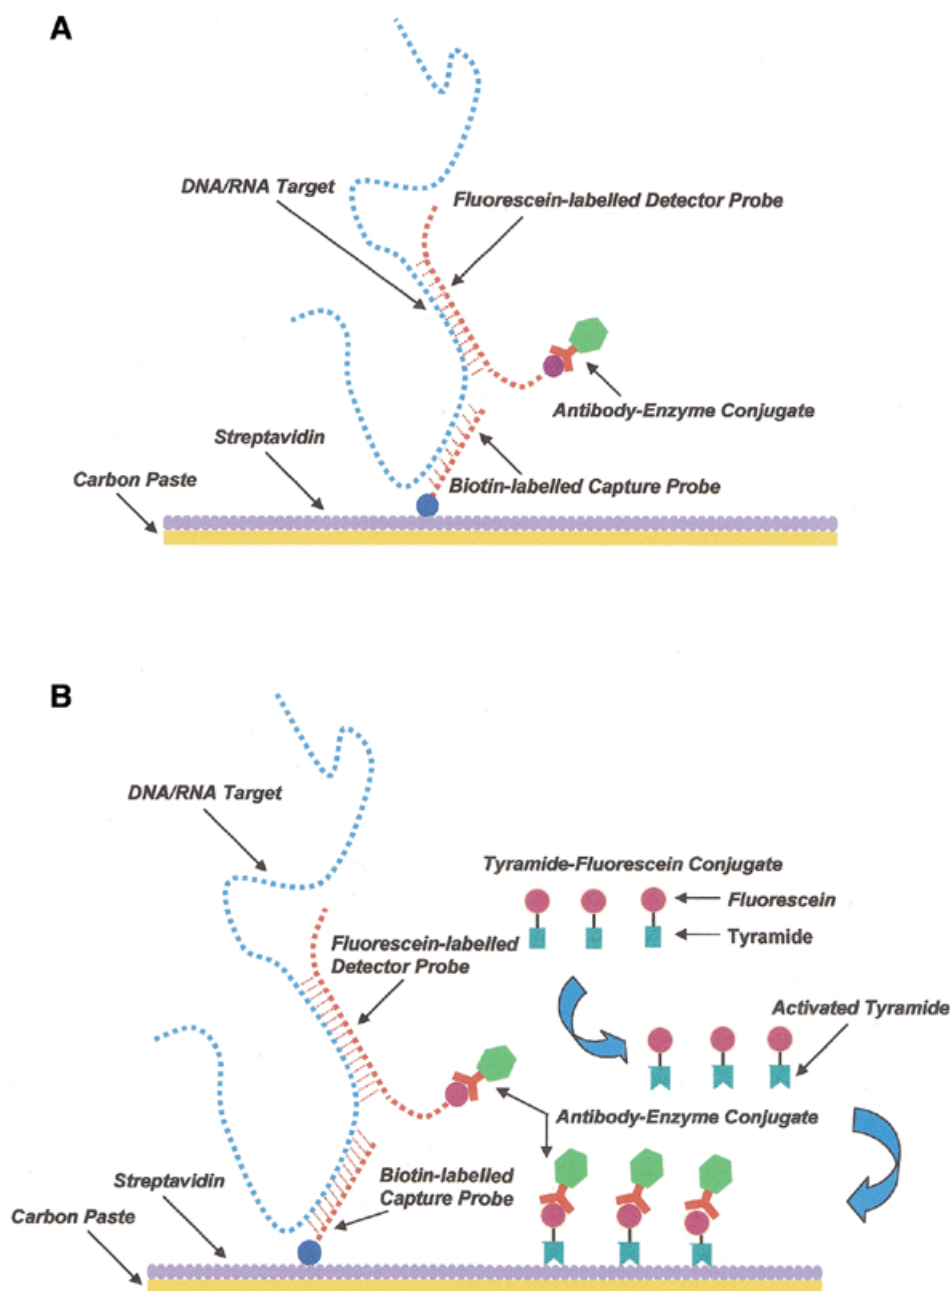 A
DNA/RNA Target
Fluorescein-labelled Detector Probe
Antibody-Enzyme Conjugate
Streptavidin
Carbon Paste
Biotin-labelled Capture Probe
B
DNA/RNA Target
Tyramide-Fluorescein Conjugate
Fluorescein
Tyramide
Fluorescein-labelled
Detector Probe
Activated Tyramide
Antibody-Enzyme Conjugate
Biotin-labelled
Capture Probe
Streptavidin
Carbon Paste